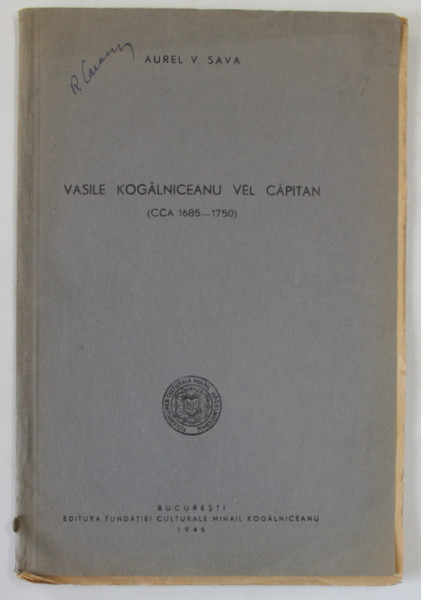 AUREL V. SAVA
VASILE KOGĂLNICEANU VEL CĂPITAN
(CCA 1685—1750)
BUCUREȘTI
EDITURA FUNDAȚIEI CULTURALE MIHAIL KOGĂLNICEANU
1946